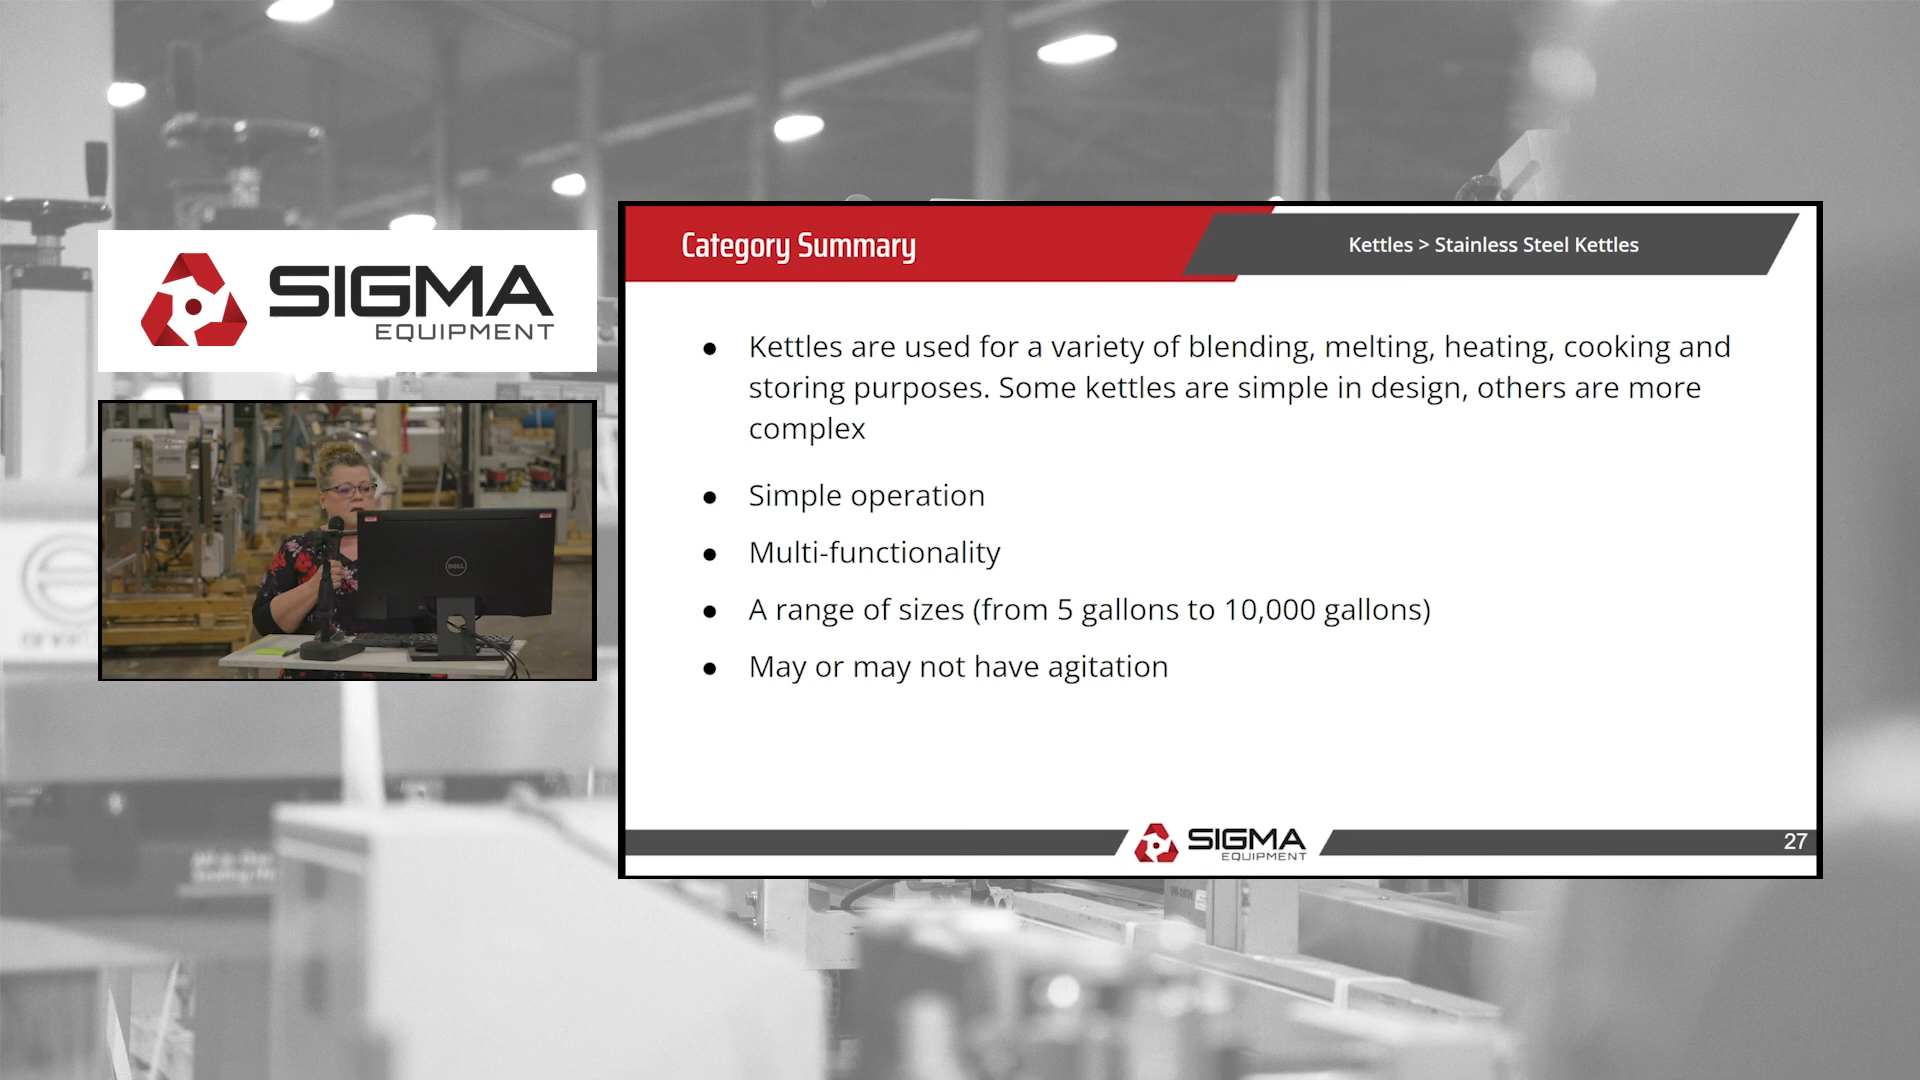 SIGMA
EQUIPMENT
DELL
Category Summary
Kettles > Stainless Steel Kettles
● Kettles are used for a variety of blending, melting, heating, cooking and
storing purposes. Some kettles are simple in design, others are more
complex
● Simple operation
● Multi-functionality
● A range of sizes (from 5 gallons to 10,000 gallons)
● May or may not have agitation
SIGMA
EQUIPMENT
27